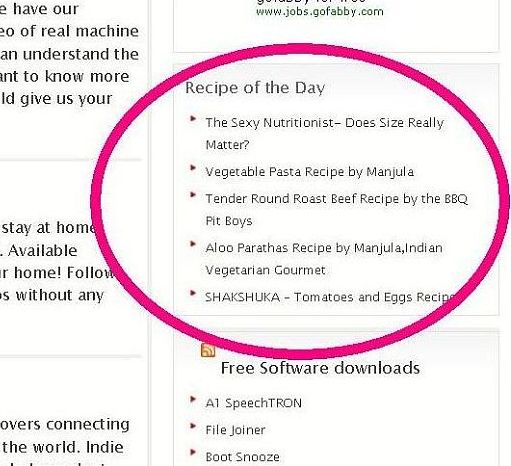 e have our
eo of real machine
an understand the
ant to know more
ld give us your
stay at home
. Available
r home! Follow
os without any
overs connecting
the world. Indie
www.jobs.gofabby.com
Recipe of the Day
The Sexy Nutritionist– Does Size Really
Matter?
Vegetable Pasta Recipe by Manjula
Tender Round Roast Beef Recipe by the BBQ
Pit Boys
Aloo Parathas Recipe by Manjula,Indian
Vegetarian Gourmet
SHAKSHUKA – Tomatoes and Eggs Recipe
Free Software downloads
A1 SpeechTRON
File Joiner
Boot Snooze